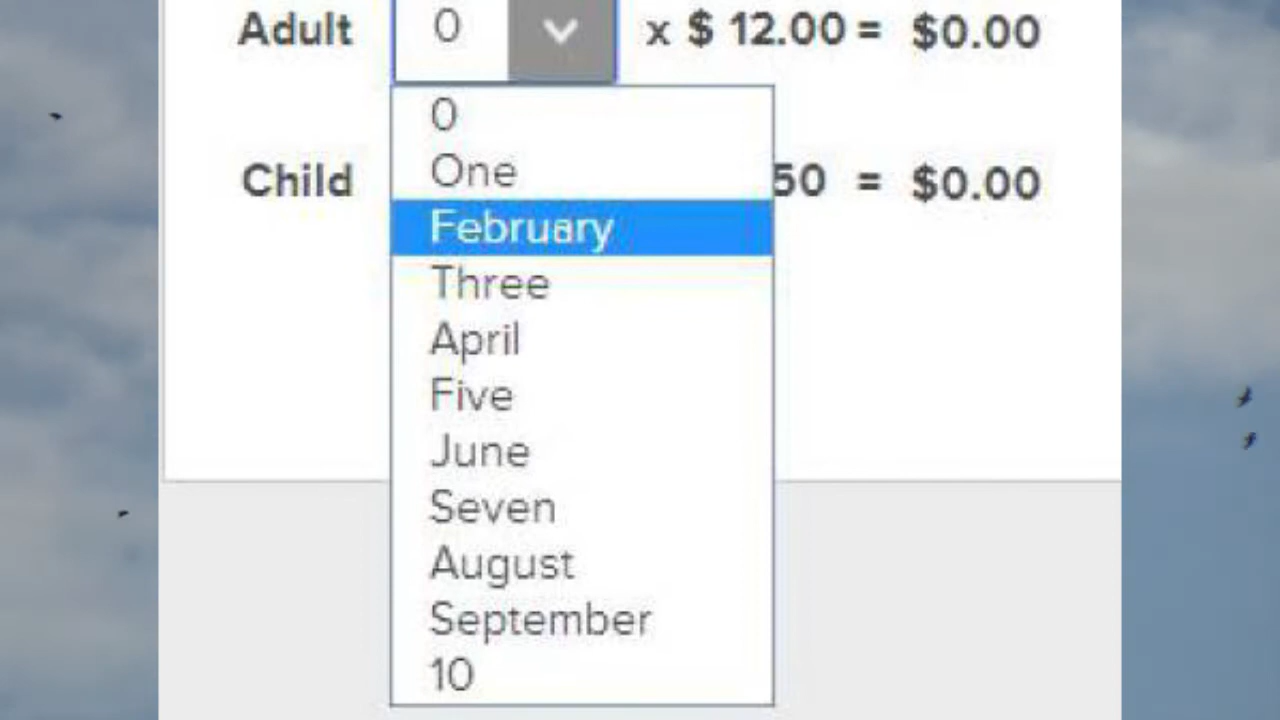 Adult 0 x $ 12.00 = $0.00
0
One
Child 50 = $0.00
February
Three
April
Five
June
Seven
August
September
10